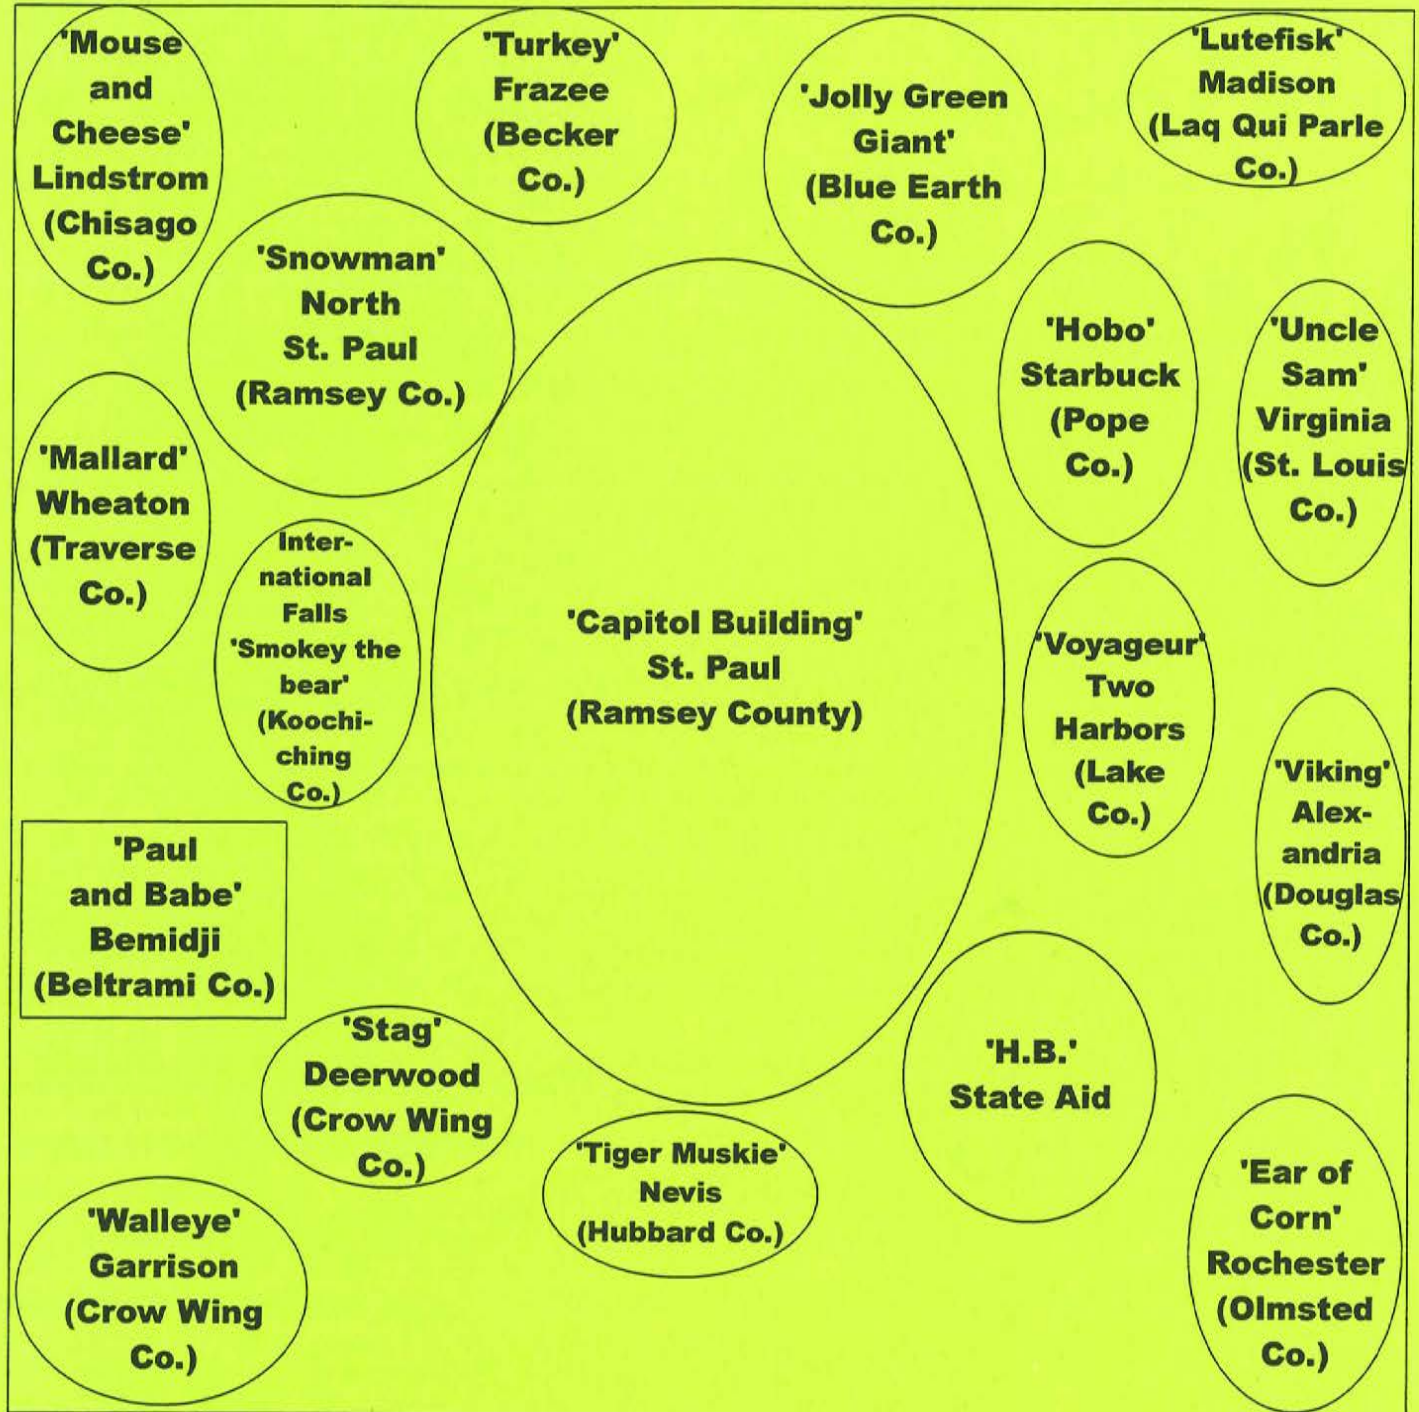 'Mouse
and
Cheese'
Lindstrom
(Chisago
Co.)
'Turkey'
Frazee
(Becker
Co.)
'Jolly Green
Giant'
(Blue Earth
Co.)
'Lutefisk'
Madison
(Laq Qui Parle
Co.)
'Snowman'
North
St. Paul
(Ramsey Co.)
'Hobo'
Starbuck
(Pope
Co.)
'Uncle
Sam'
Virginia
(St. Louis
Co.)
'Mallard'
Wheaton
(Traverse
Co.)
Inter-
national
Falls
'Smokey the
bear'
(Koochi-
ching
Co.)
'Capitol Building'
St. Paul
(Ramsey County)
'Voyageur'
Two
Harbors
(Lake
Co.)
'Viking'
Alex-
andria
(Douglas
Co.)
'Paul
and Babe'
Bemidji
(Beltrami Co.)
'Stag'
Deerwood
(Crow Wing
Co.)
'H.B.'
State Aid
'Tiger Muskie'
Nevis
(Hubbard Co.)
'Ear of
Corn'
Rochester
(Olmsted
Co.)
'Walleye'
Garrison
(Crow Wing
Co.)